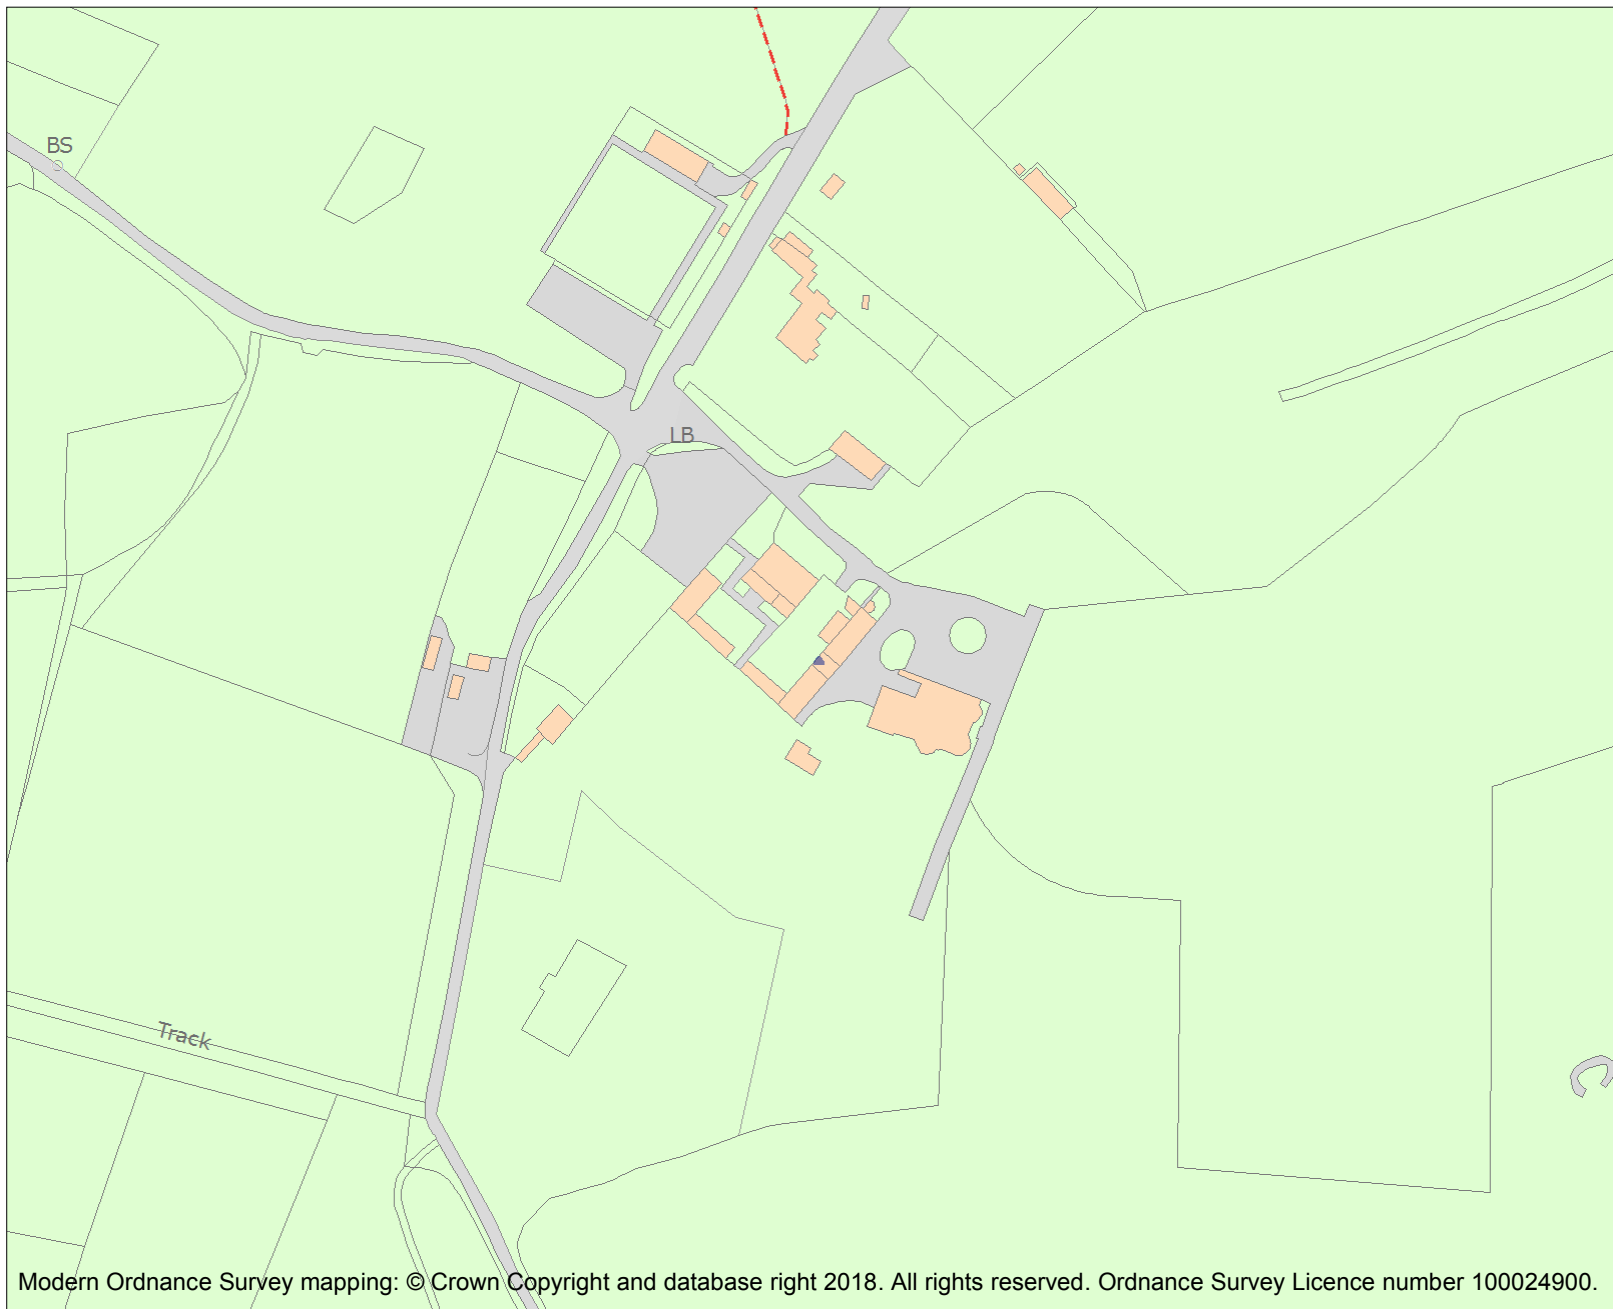 BS
LB
Track
Modern Ordnance Survey mapping: © Crown Copyright and database right 2018. All rights reserved. Ordnance Survey Licence number 100024900.